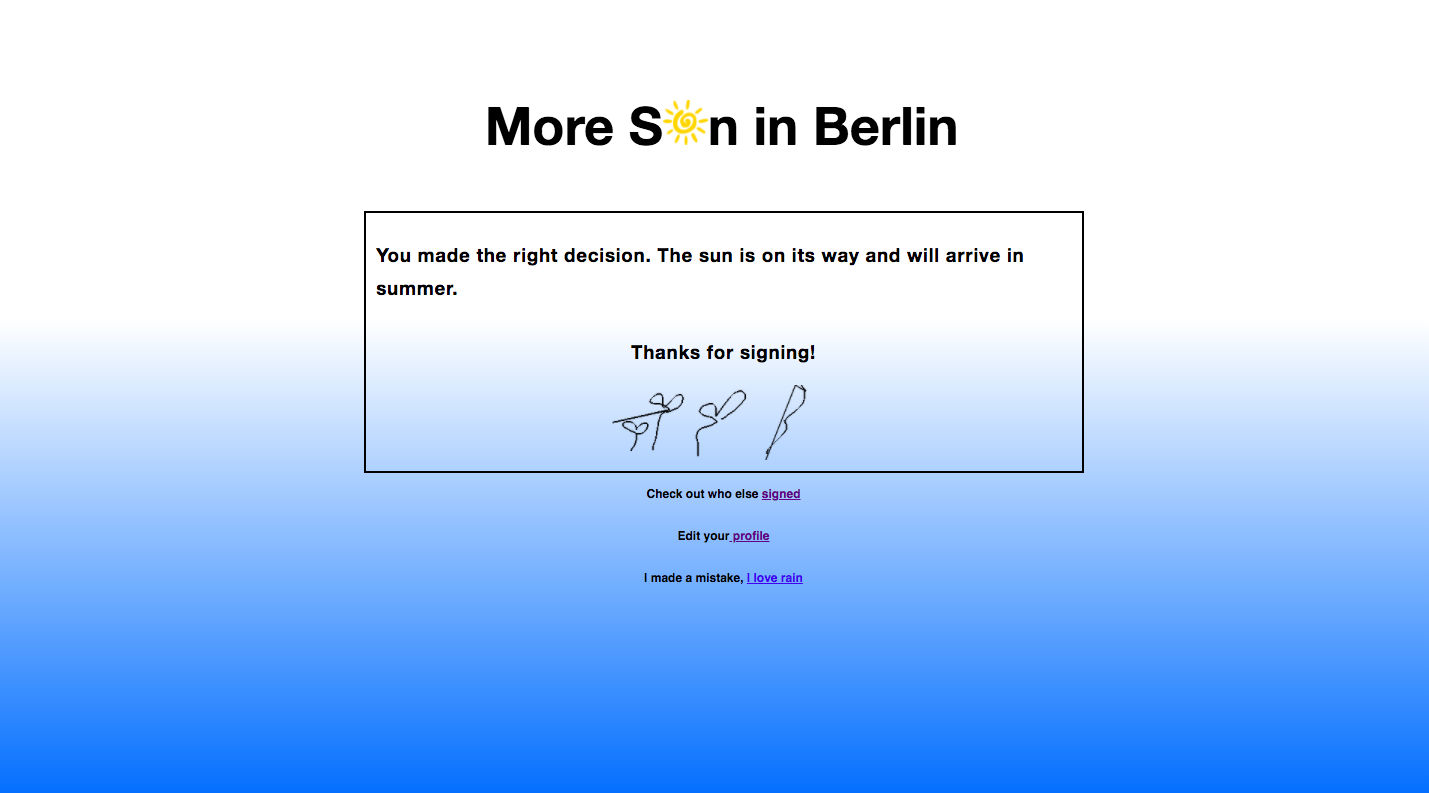 More Sun in Berlin
You made the right decision. The sun is on its way and will arrive in
summer.
Thanks for signing!
Check out who else signed
Edit your profile
I made a mistake, I love rain